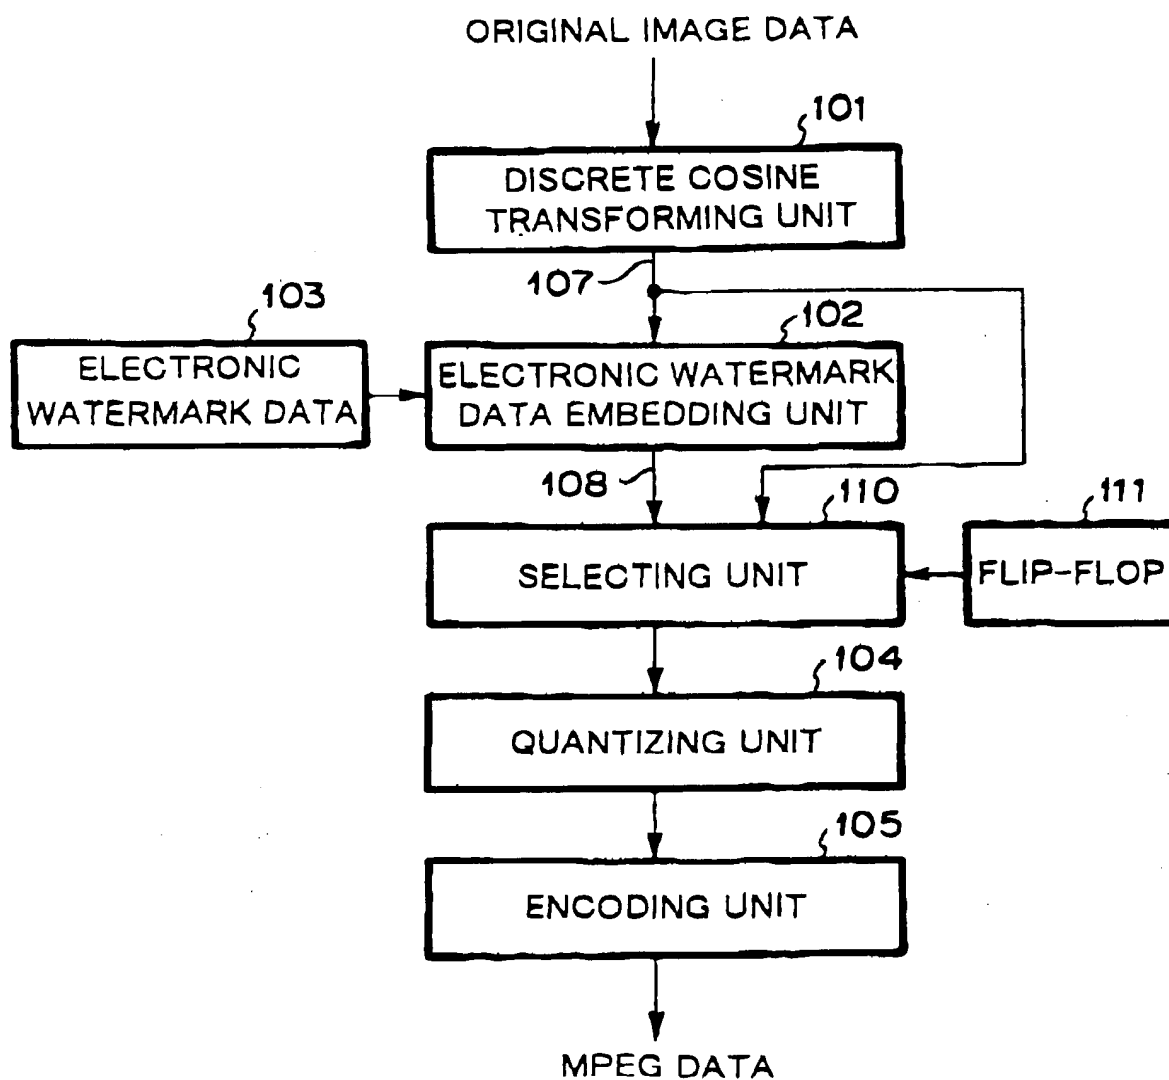 ORIGINAL IMAGE DATA
101
DISCRETE COSINE
TRANSFORMING UNIT
107
103
102
ELECTRONIC
WATERMARK DATA
ELECTRONIC WATERMARK
DATA EMBEDDING UNIT
108
110
111
SELECTING UNIT
FLIP-FLOP
104
QUANTIZING UNIT
105
ENCODING UNIT
MPEG DATA